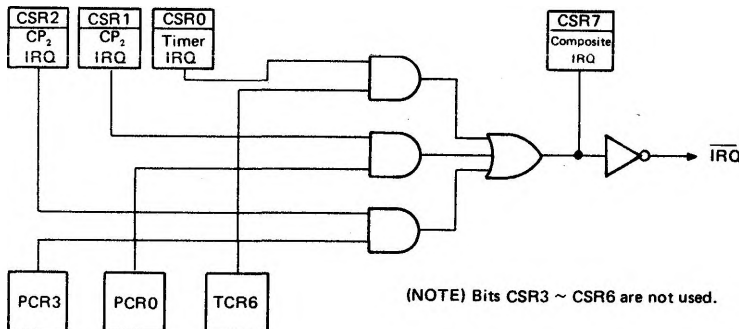 CSR2
CP₂
IRQ
CSR1
CP₂
IRQ
CSR0
Timer
IRQ
CSR7
Composite
IRQ
IRQ
PCR3
PCR0
TCR6
(NOTE) Bits CSR3 ~ CSR6 are not used.